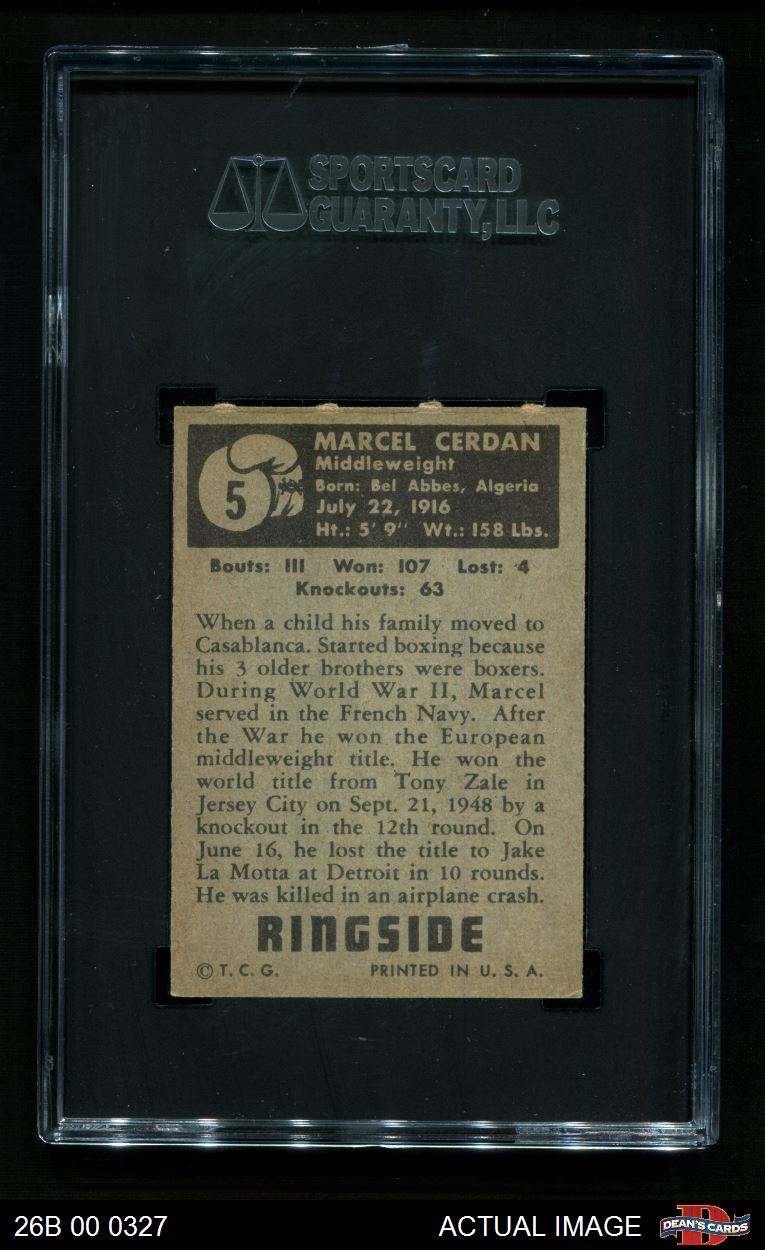 SPORTSCARD
GUARANTY, LLC
5
MARCEL CERDAN
Middleweight
Born: Bel Abbes, Algeria
July 22, 1916
Ht.: 5' 9" Wt.: 158 Lbs.
Bouts: 111 Won: 107 Lost: 4
Knockouts: 63
When a child his family moved to
Casablanca. Started boxing because
his 3 older brothers were boxers.
During World War II, Marcel
served in the French Navy. After
the War he won the European
middleweight title. He won the
world title from Tony Zale in
Jersey City on Sept. 21, 1948 by a
knockout in the 12th round. On
June 16, he lost the title to Jake
La Motta at Detroit in 10 rounds.
He was killed in an airplane crash.
RINGSIDE
© T. C. G. PRINTED IN U. S. A.
26B 00 0327 ACTUAL IMAGE DEAN'S CARDS